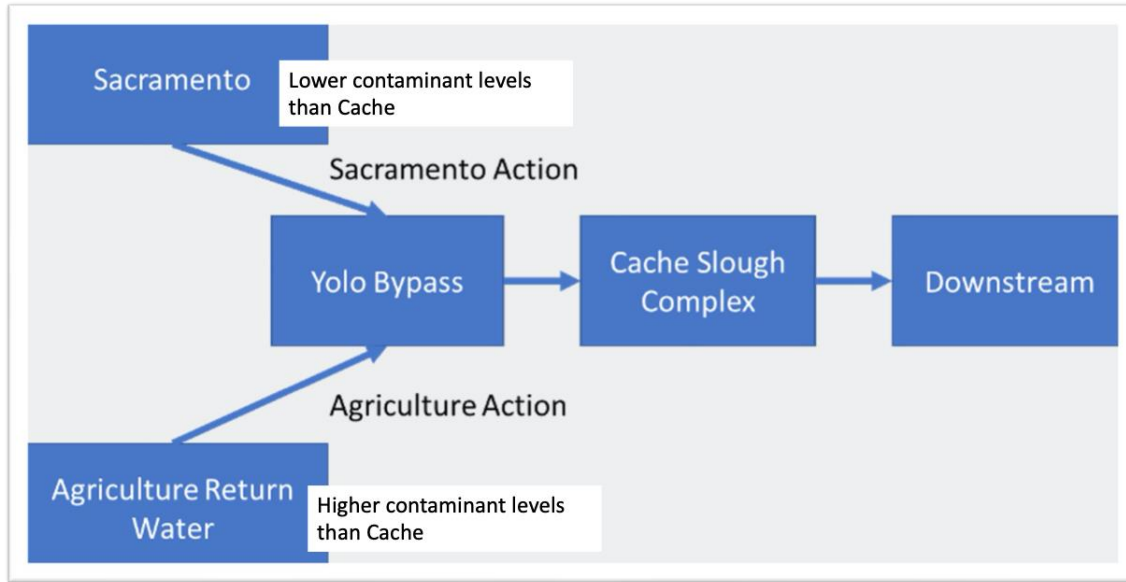 Sacramento
Lower contaminant levels
than Cache
Sacramento Action
Yolo Bypass
Cache Slough
Complex
Downstream
Agriculture Action
Agriculture Return
Water
Higher contaminant levels
than Cache